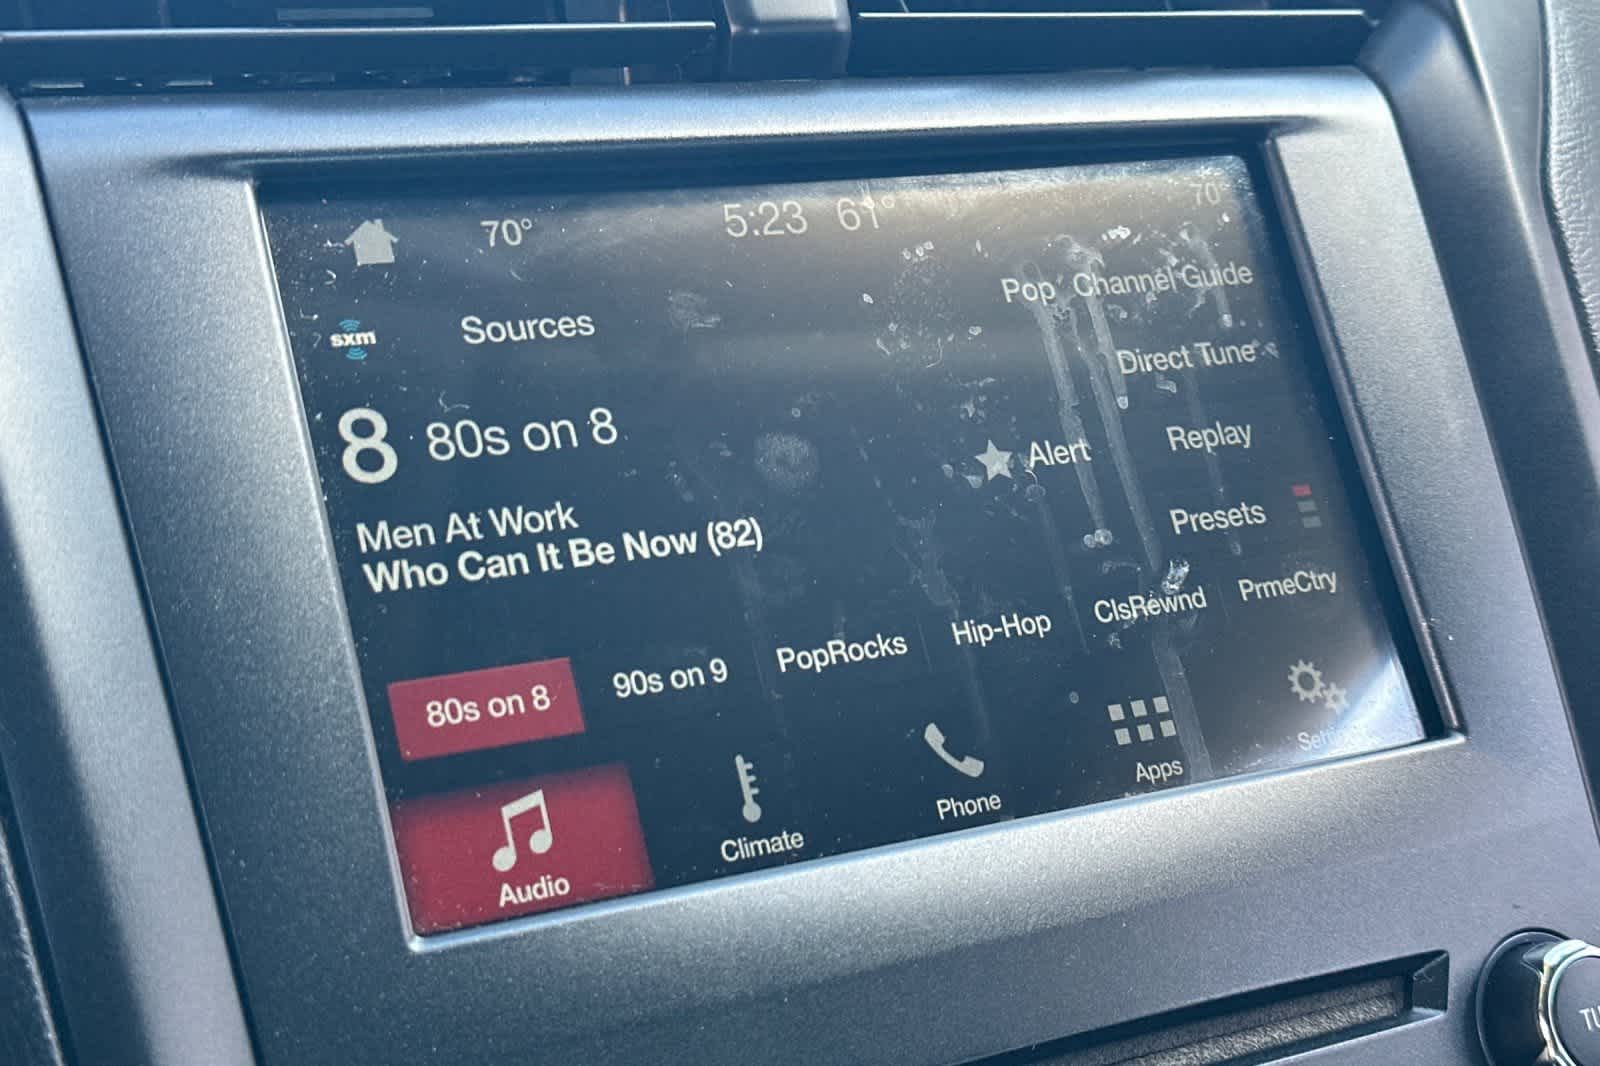 70° 5:23 61° 70°
sxm Sources Pop Channel Guide
Direct Tune
8 80s on 8
Alert Replay
Men At Work
Who Can It Be Now (82)
Presets
80s on 8 90s on 9 PopRocks Hip-Hop ClsRewnd PrmeCtry
Audio Climate Phone Apps